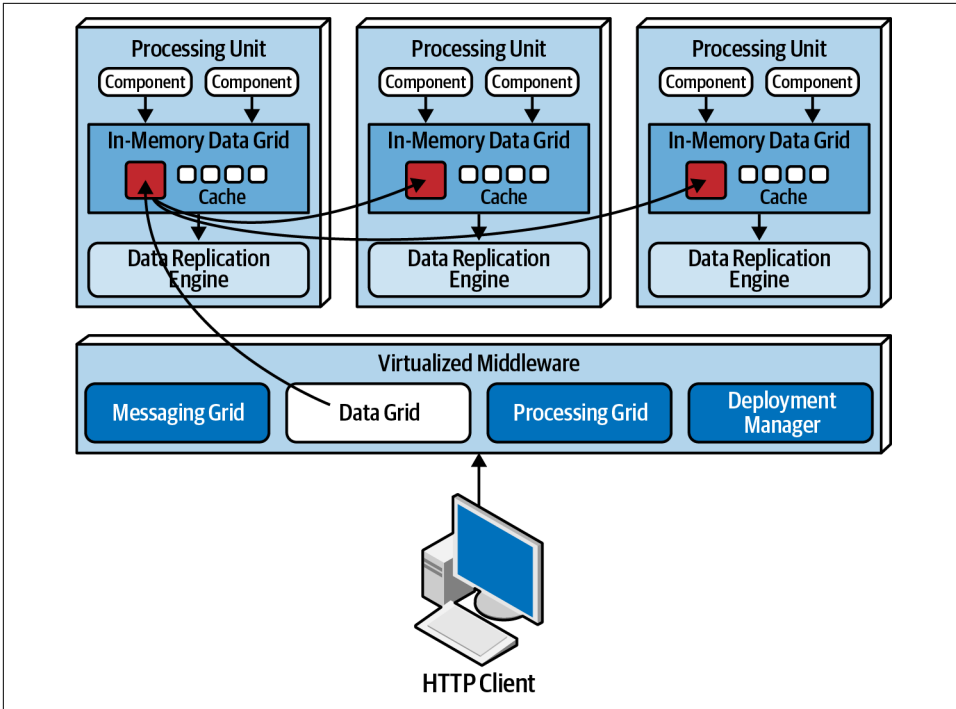 Processing Unit
Component
Component
In-Memory Data Grid
Cache
Data Replication
Engine
Processing Unit
Component
Component
In-Memory Data Grid
Cache
Data Replication
Engine
Processing Unit
Component
Component
In-Memory Data Grid
Cache
Data Replication
Engine
Virtualized Middleware
Messaging Grid
Data Grid
Processing Grid
Deployment
Manager
HTTP Client